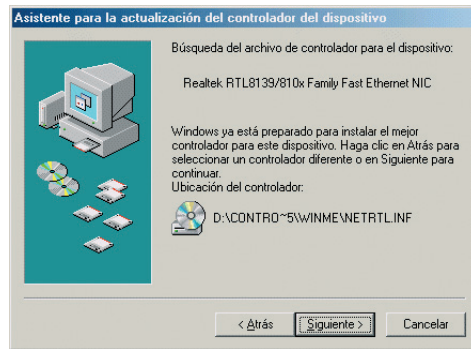 Asistente para la actualización del controlador del dispositivo
Búsqueda del archivo de controlador para el dispositivo:
Realtek RTL8139/810x Family Fast Ethernet NIC
Windows ya está preparado para instalar el mejor
controlador para este dispositivo. Haga clic en Atrás para
seleccionar un controlador diferente o en Siguiente para
continuar.
Ubicación del controlador:
D:\CONTRO~5\WINME\NETRTL.INF
< Atrás
Siguiente >
Cancelar